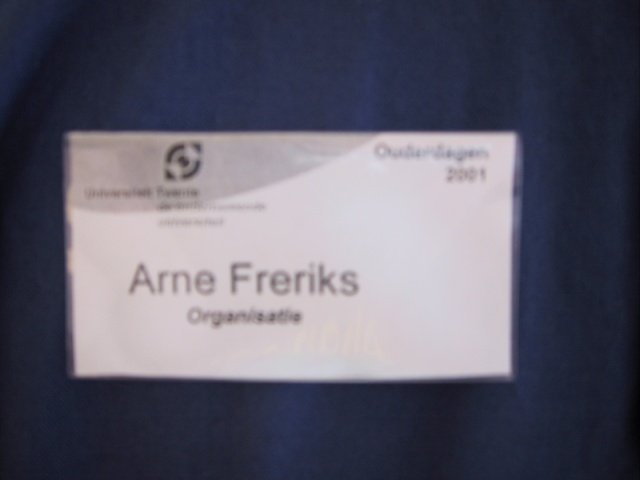 Ouderdagen
2001
Universiteit Twente
Arne Freriks
Organisatie